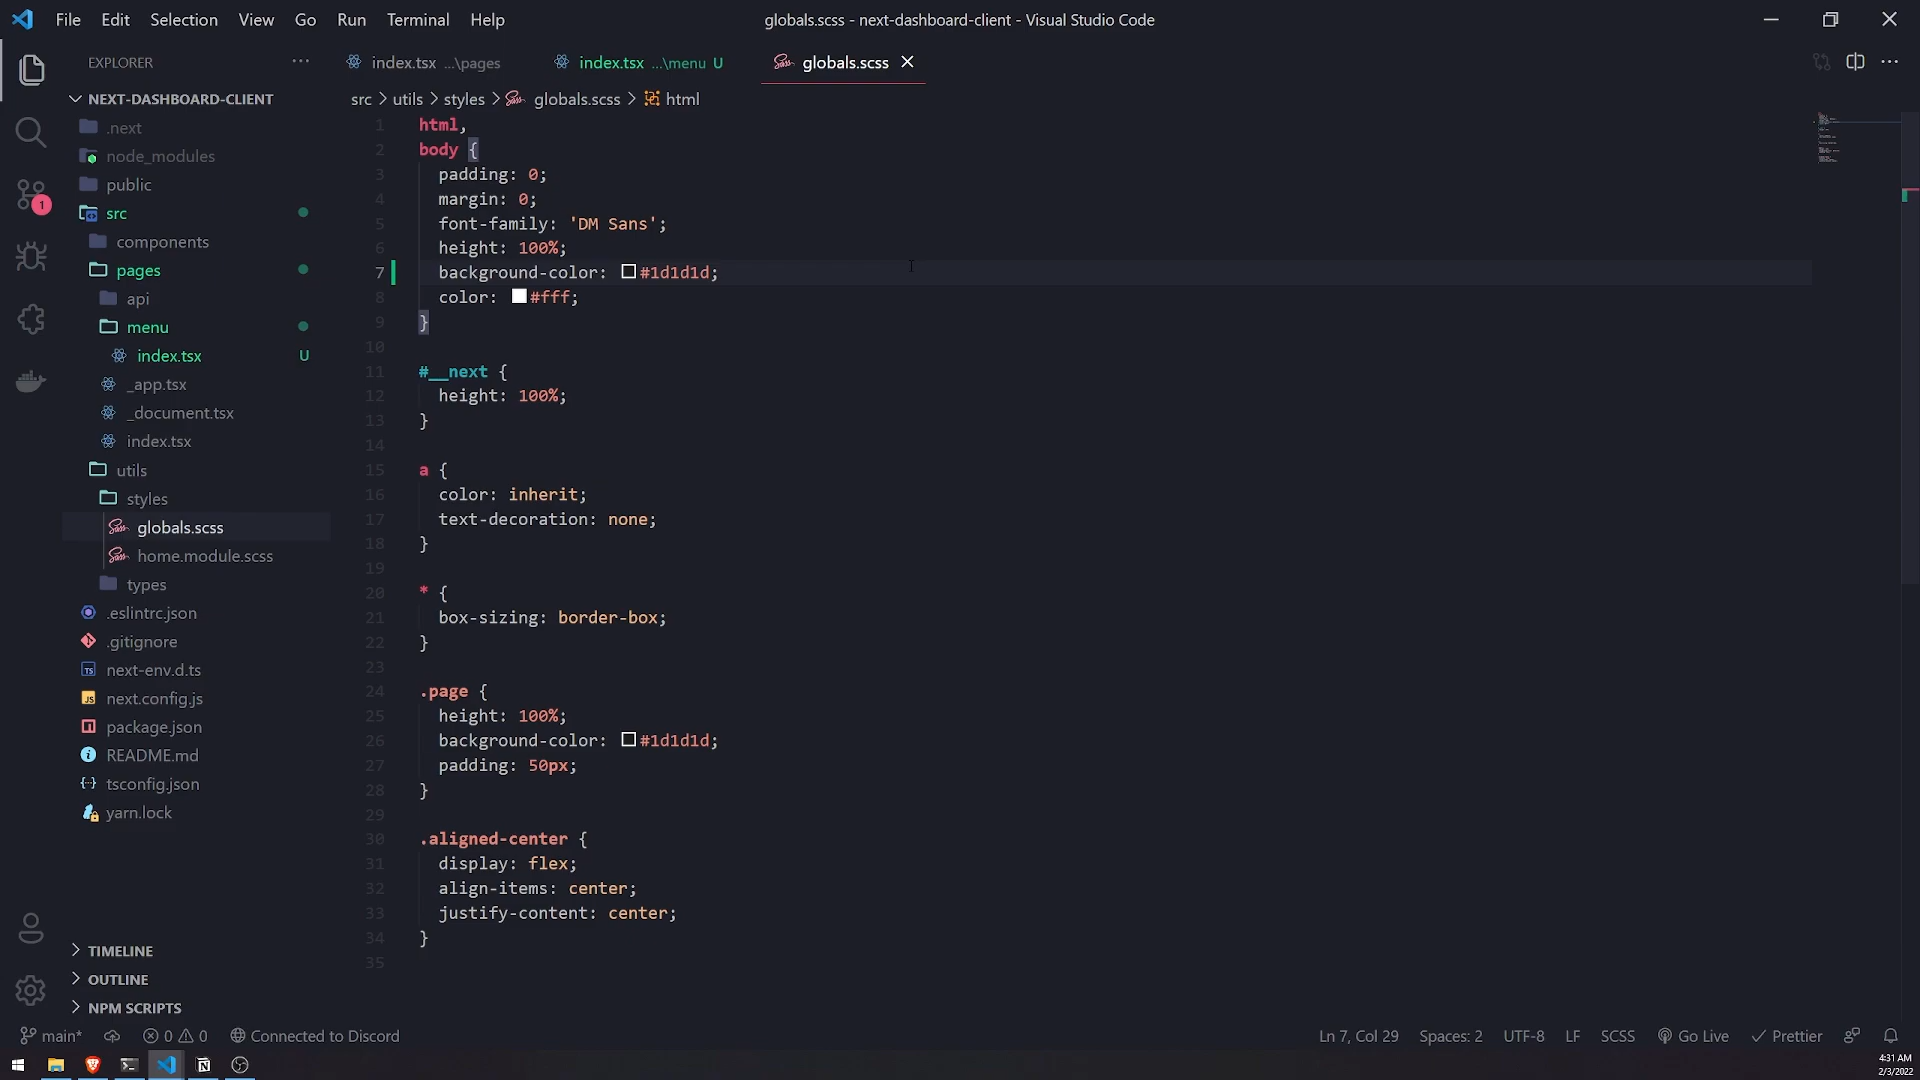 File Edit Selection View Go Run Terminal Help
globals.scss - next-dashboard-client - Visual Studio Code
EXPLORER ...
index.tsx ...\pages
index.tsx ...\menu U
globals.scss
NEXT-DASHBOARD-CLIENT
src > utils > styles > globals.scss > html
.next
node_modules
public
src
components
pages
api
menu
index.tsx U
_app.tsx
_document.tsx
index.tsx
utils
styles
globals.scss
home.module.scss
types
.eslintrc.json
.gitignore
next-env.d.ts
next.config.js
package.json
README.md
tsconfig.json
yarn.lock
TIMELINE
OUTLINE
NPM SCRIPTS
1
1 html,
2 body {
3 padding: 0;
4 margin: 0;
5 font-family: 'DM Sans';
6 height: 100%;
7 background-color: #1d1d1d;
8 color: #fff;
9 }
10
11 #__next {
12 height: 100%;
13 }
14
15 a {
16 color: inherit;
17 text-decoration: none;
18 }
19
20 * {
21 box-sizing: border-box;
22 }
23
24 .page {
25 height: 100%;
26 background-color: #1d1d1d;
27 padding: 50px;
28 }
29
30 .aligned-center {
31 display: flex;
32 align-items: center;
33 justify-content: center;
34 }
35
main* 0 0 Connected to Discord
Ln 7, Col 29 Spaces: 2 UTF-8 LF SCSS Go Live Prettier
4:31 AM
2/3/2022